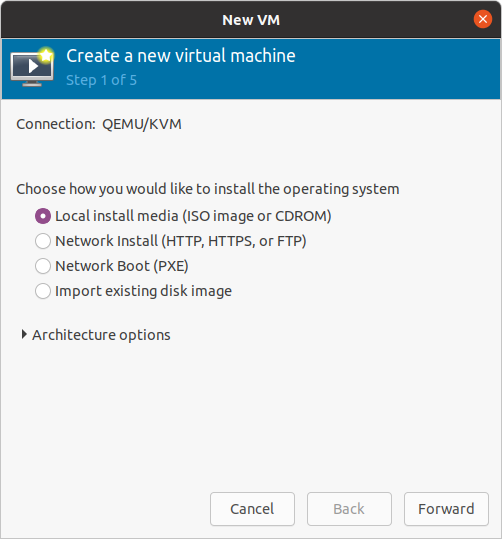 New VM
Create a new virtual machine
Step 1 of 5
Connection: QEMU/KVM
Choose how you would like to install the operating system
Local install media (ISO image or CDROM)
Network Install (HTTP, HTTPS, or FTP)
Network Boot (PXE)
Import existing disk image
Architecture options
Cancel Back Forward